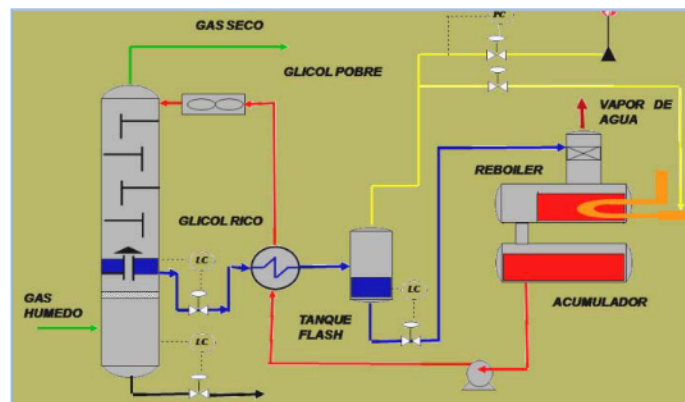 GAS SECO
GLICOL POBRE
PC
VAPOR DE
AGUA
REBOILER
GLICOL RICO
LC
LC
GAS
HUMEDO
TANQUE
FLASH
ACUMULADOR
LC